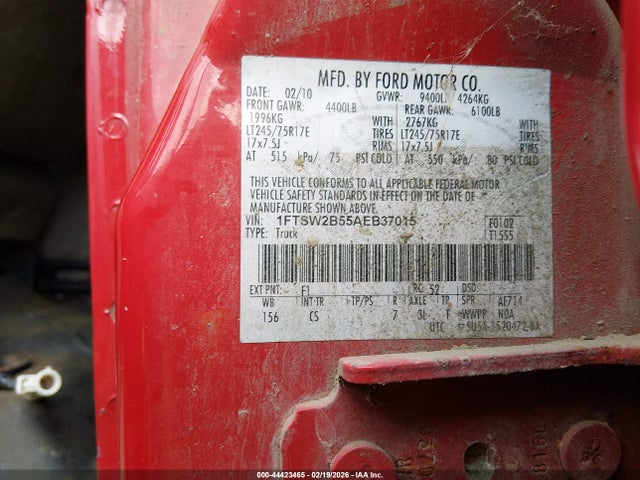 MFD. BY FORD MOTOR CO.
DATE: 02/10 GVWR: 9400LB/ 4264KG
FRONT GAWR: 4400LB REAR GAWR: 6100LB
1996KG WITH 2767KG WITH
LT245/75R17E TIRES LT245/75R17E TIRES
17x7.5J RIMS 17x7.5J RIMS
AT 515 kPa/ 75 PSI COLD AT 550 kPa/ 80 PSI COLD
THIS VEHICLE CONFORMS TO ALL APPLICABLE FEDERAL MOTOR
VEHICLE SAFETY STANDARDS IN EFFECT ON THE DATE OF
MANUFACTURE SHOWN ABOVE.
VIN: 1FTSW2B55AEB37015 F0102
TYPE: Truck T1555
EXT PNT: F1 RC: 52 DSO:
WB INT TR TP/PS R AXLE TP SPR AEF14
156 CS 7 3L F WWPP NDA
UTC
000-44423465 - 02/19/2026 - IAA Inc.